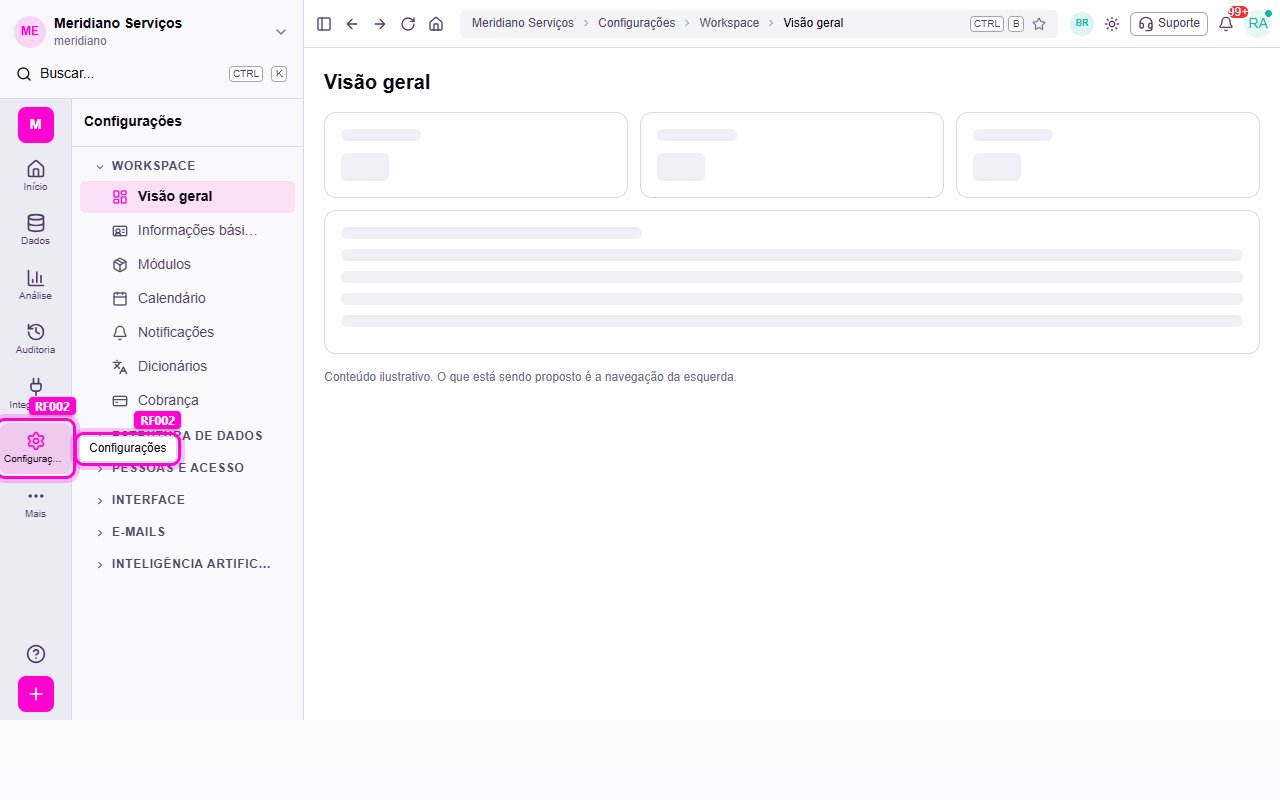 ME
Meridiano Serviços
meridiano
Buscar...
CTRL K
Meridiano Serviços
Configurações
Workspace
Visão geral
CTRL B
BR
Suporte
99+
RA
M
Início
Dados
Análise
Auditoria
RF002
Configuraç…
Mais
Configurações
WORKSPACE
Visão geral
Informações bási…
Módulos
Calendário
Notificações
Dicionários
Cobrança
RF002
DE DADOS
Configurações
PESSOAS E ACESSO
INTERFACE
E-MAILS
INTELIGÊNCIA ARTIFIC…
Visão geral
Conteúdo ilustrativo. O que está sendo proposto é a navegação da esquerda.